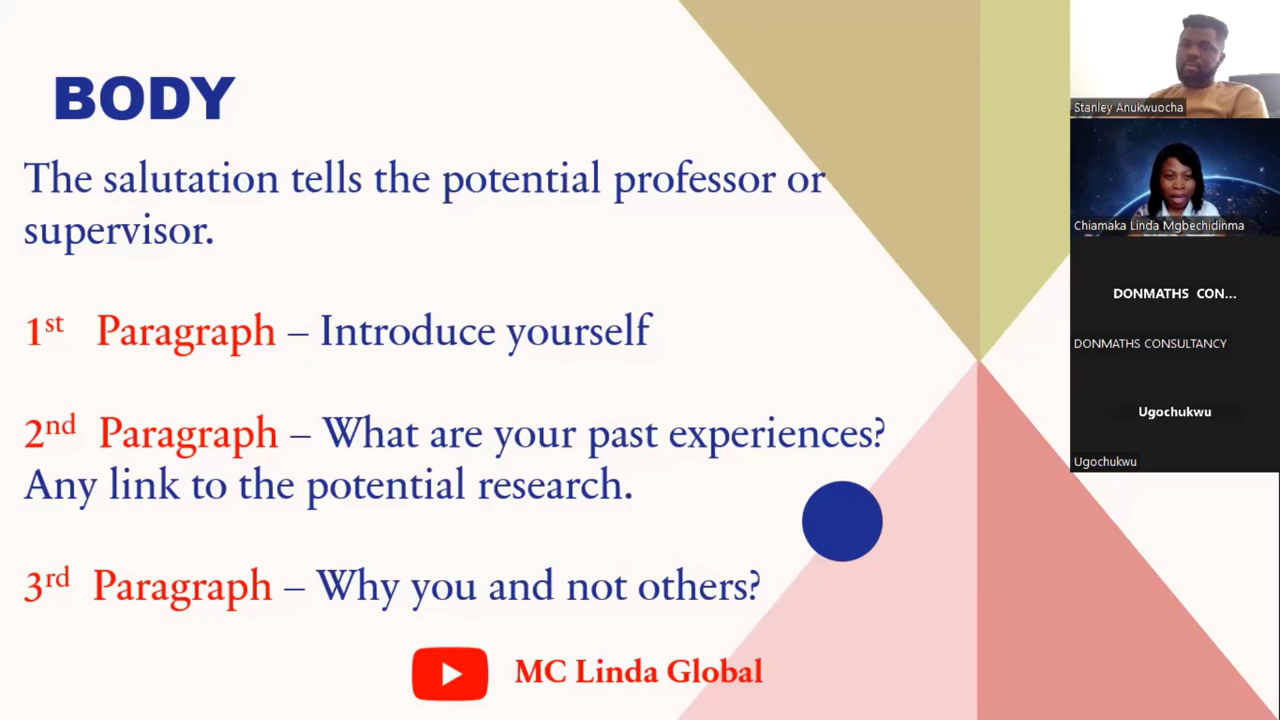 BODY
The salutation tells the potential professor or
supervisor.
1st Paragraph – Introduce yourself
2nd Paragraph – What are your past experiences?
Any link to the potential research.
3rd Paragraph – Why you and not others?
MC Linda Global
Stanley Anukwuocha
Chiamaka Linda Mgbechidinma
DONMATHS CON...
DONMATHS CONSULTANCY
Ugochukwu
Ugochukwu